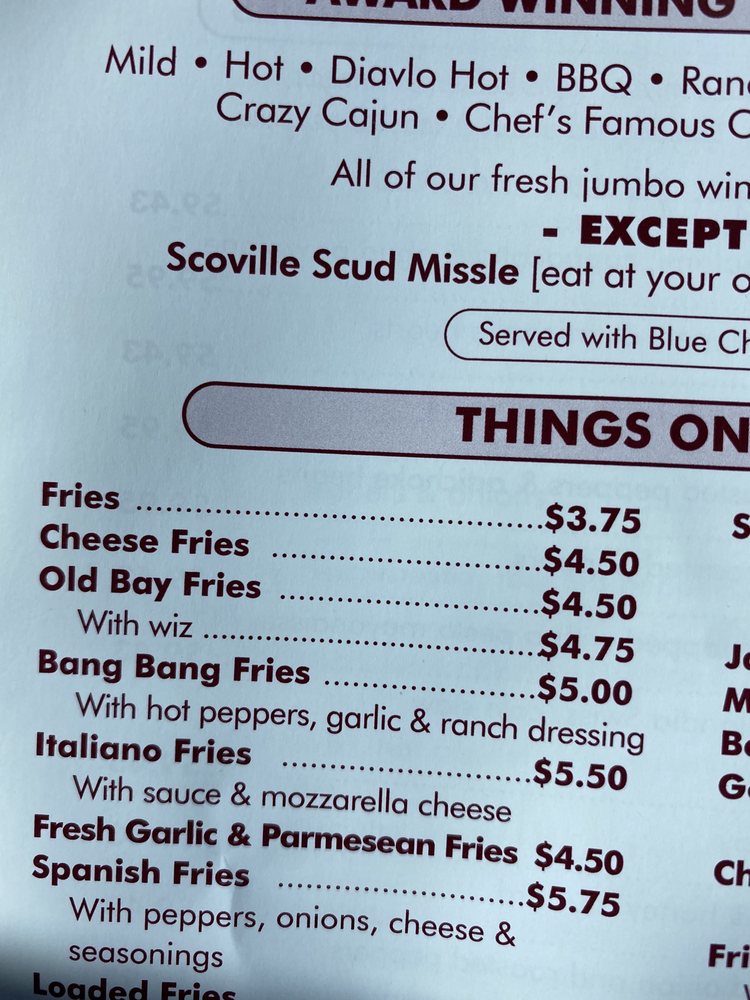 AWARD WINNING
Mild • Hot • Diavlo Hot • BBQ •
Crazy Cajun • Chef's Famous
All of our fresh jumbo
- EXCEPT
Scoville Scud Missle [eat at your
Served with Blue
THINGS ON
Fries ........................................ $3.75
Cheese Fries ........................... $4.50
Old Bay Fries .......................... $4.50
With wiz .................................. $4.75
Bang Bang Fries ..................... $5.00
With hot peppers, garlic & ranch dressing
Italiano Fries ......................... $5.50
With sauce & mozzarella cheese
Fresh Garlic & Parmesean Fries $4.50
Spanish Fries ......................... $5.75
With peppers, onions, cheese &
seasonings
Loaded Fries